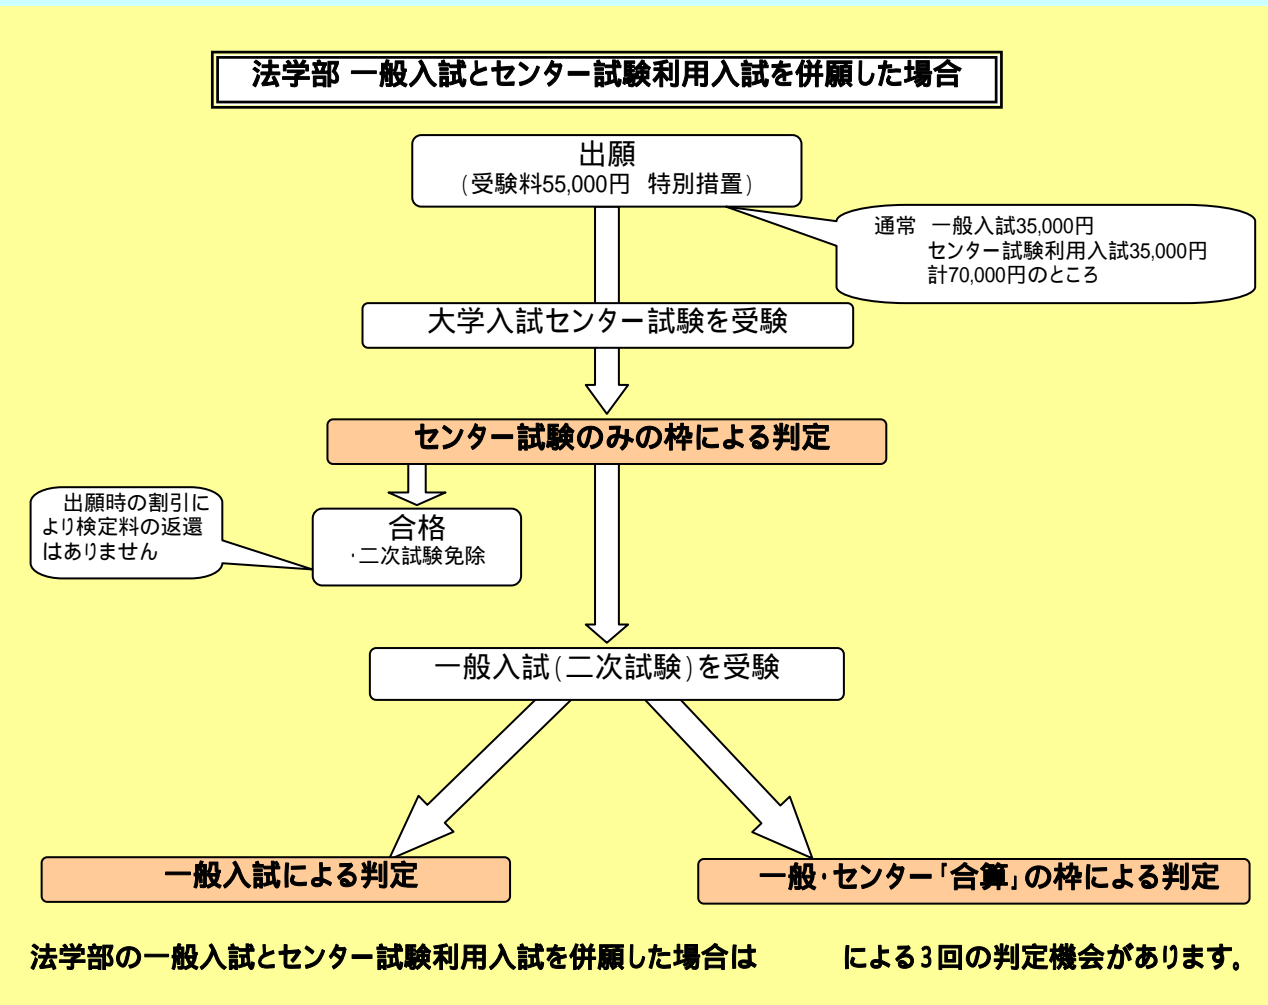 法学部 一般入試とセンター試験利用入試を併願した場合
出願
(受験料55,000円 特別措置)
通常 一般入試35,000円
センター試験利用入試35,000円
計70,000円のところ
大学入試センター試験を受験
センター試験のみの枠による判定
出願時の割引に
より検定料の返還
はありません
合格
・二次試験免除
一般入試(二次試験)を受験
一般入試による判定
一般・センター「合算」の枠による判定
法学部の一般入試とセンター試験利用入試を併願した場合は による3回の判定機会があります。